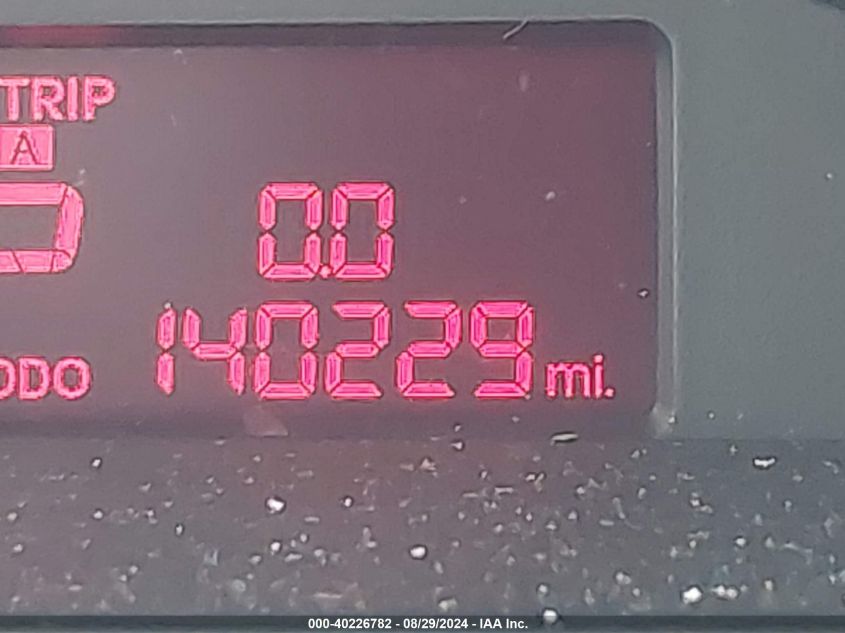 TRIP
A
0.0
ODO 140229 mi.
000-40226782 - 08/29/2024 - IAA Inc.